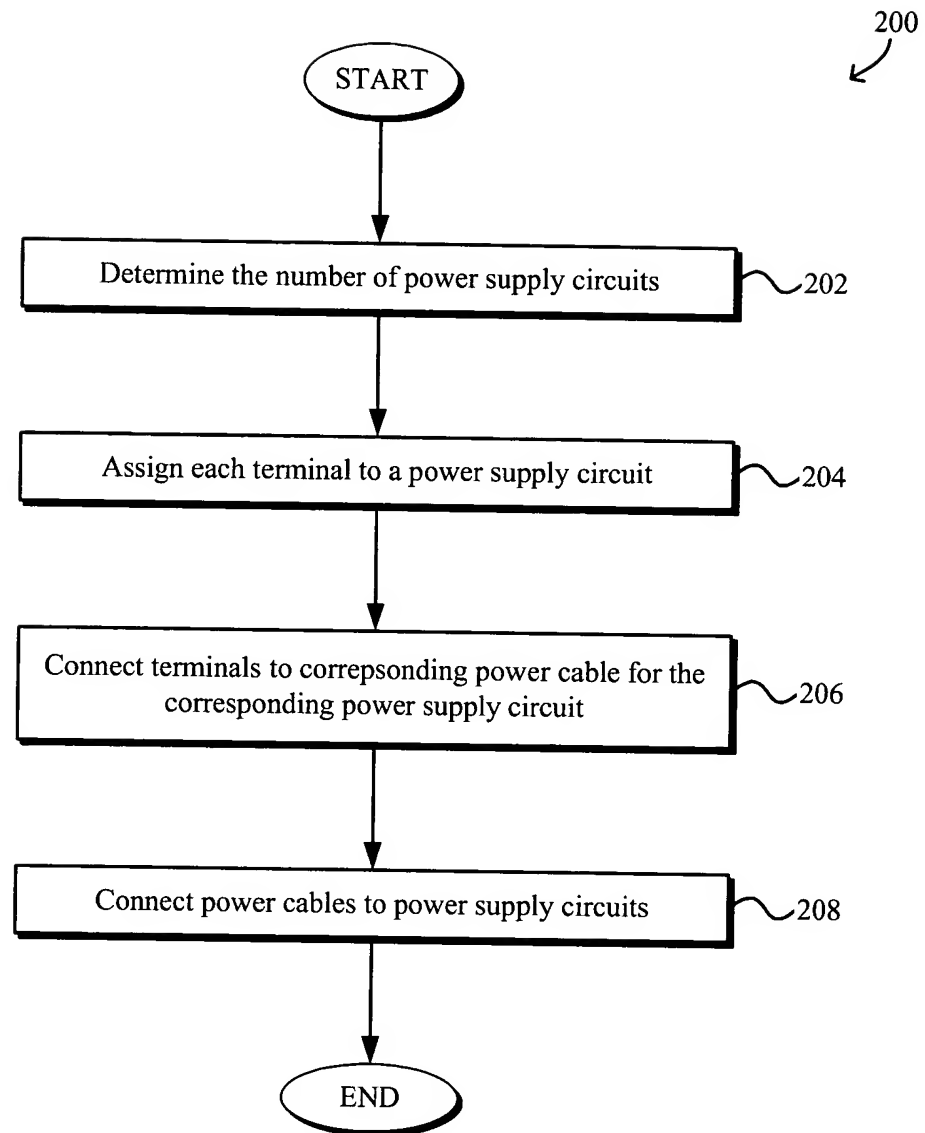 200
START
Determine the number of power supply circuits
202
Assign each terminal to a power supply circuit
204
Connect terminals to correpsonding power cable for the
corresponding power supply circuit
206
Connect power cables to power supply circuits
208
END